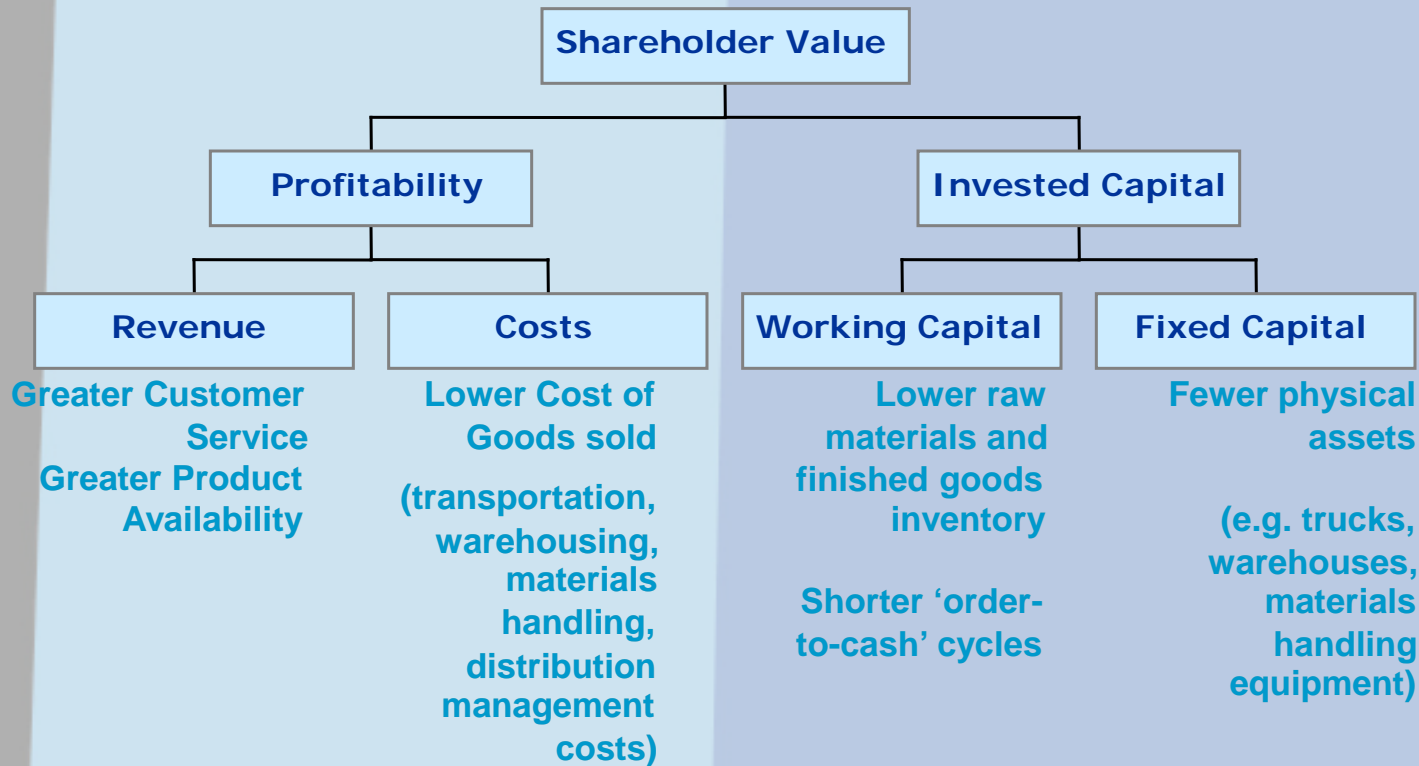 Shareholder Value
Profitability
Invested Capital
Revenue
Costs
Working Capital
Fixed Capital
Greater Customer
Service
Greater Product
Availability
Lower Cost of
Goods sold
(transportation,
warehousing,
materials
handling,
distribution
management
costs)
Lower raw
materials and
finished goods
inventory
Shorter ‘order-
to-cash’ cycles
Fewer physical
assets
(e.g. trucks,
warehouses,
materials
handling
equipment)